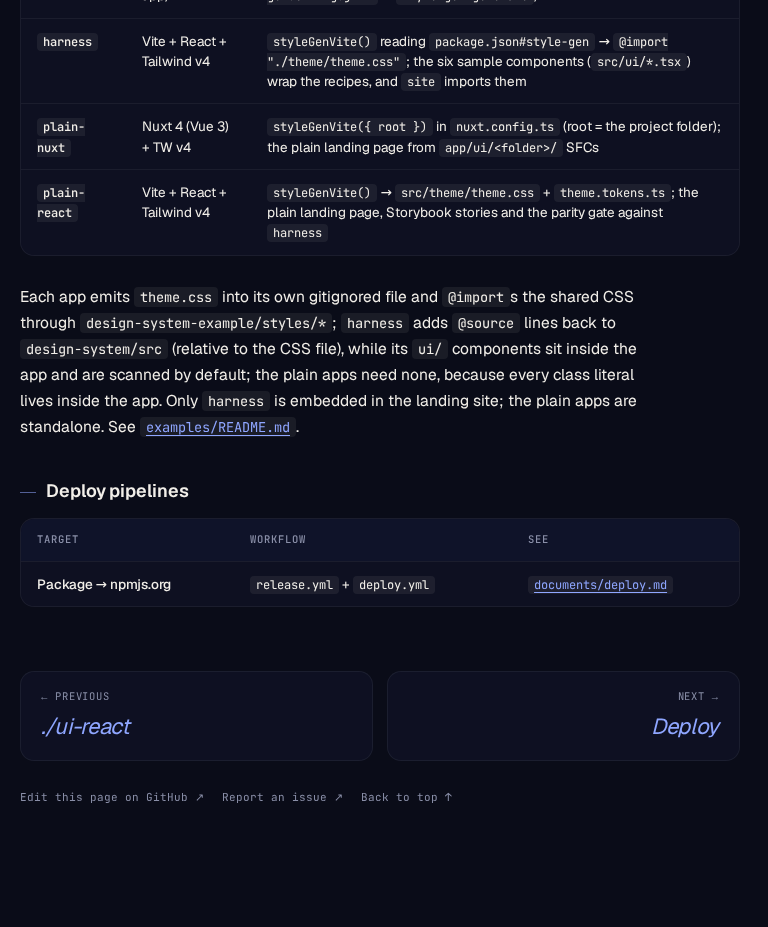 harness
Vite + React +
Tailwind v4
styleGenVite() reading package.json#style-gen → @import
"./theme/theme.css" ; the six sample components ( src/ui/*.tsx )
wrap the recipes, and site imports them
plain-
nuxt
Nuxt 4 (Vue 3)
+ TW v4
styleGenVite({ root }) in nuxt.config.ts (root = the project folder);
the plain landing page from app/ui/<folder>/ SFCs
plain-
react
Vite + React +
Tailwind v4
styleGenVite() → src/theme/theme.css + theme.tokens.ts ; the
plain landing page, Storybook stories and the parity gate against
harness
Each app emits theme.css into its own gitignored file and @import s the shared CSS
through design-system-example/styles/* ; harness adds @source lines back to
design-system/src (relative to the CSS file), while its ui/ components sit inside the
app and are scanned by default; the plain apps need none, because every class literal
lives inside the app. Only harness is embedded in the landing site; the plain apps are
standalone. See examples/README.md .
— Deploy pipelines
TARGET
WORKFLOW
SEE
Package → npmjs.org
release.yml + deploy.yml
documents/deploy.md
← PREVIOUS
./ui-react
NEXT →
Deploy
Edit this page on GitHub ↗ Report an issue ↗ Back to top ↑